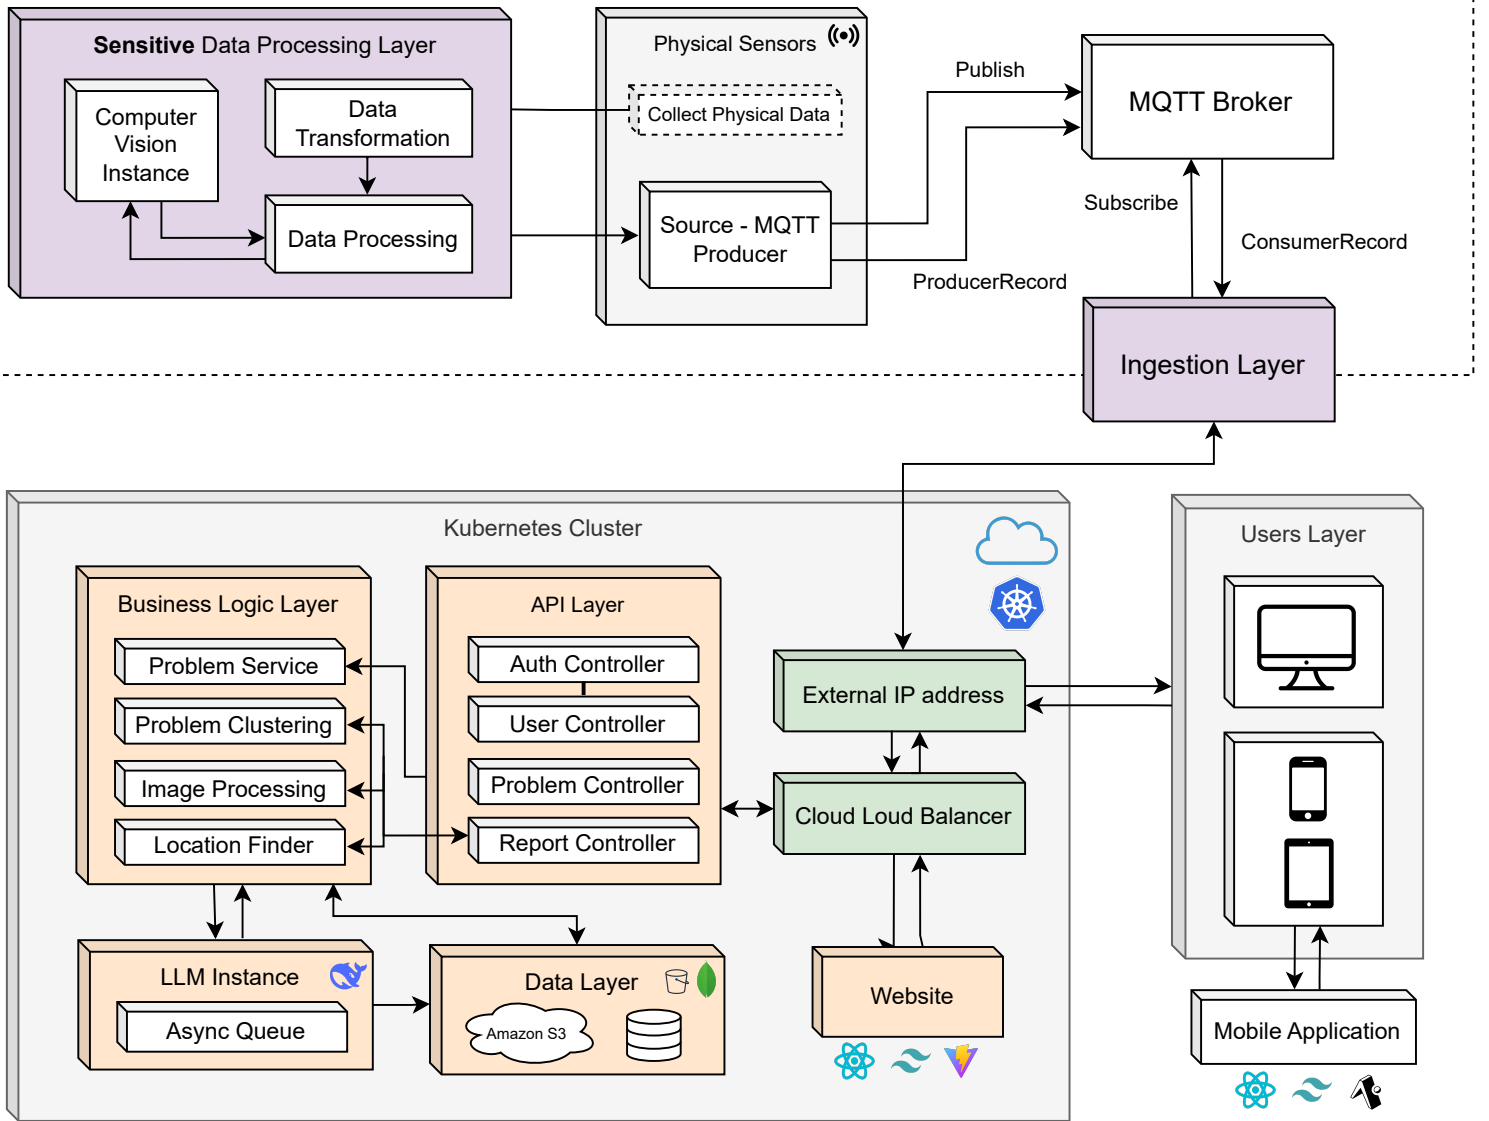 Sensitive Data Processing Layer
Computer
Vision
Instance
Data
Transformation
Data Processing
Physical Sensors
Collect Physical Data
Source - MQTT
Producer
Publish
ProducerRecord
MQTT Broker
Subscribe
ConsumerRecord
Ingestion Layer
Kubernetes Cluster
Business Logic Layer
Problem Service
Problem Clustering
Image Processing
Location Finder
API Layer
Auth Controller
User Controller
Problem Controller
Report Controller
External IP address
Cloud Loud Balancer
LLM Instance
Async Queue
Data Layer
Amazon S3
Website
Users Layer
Mobile Application